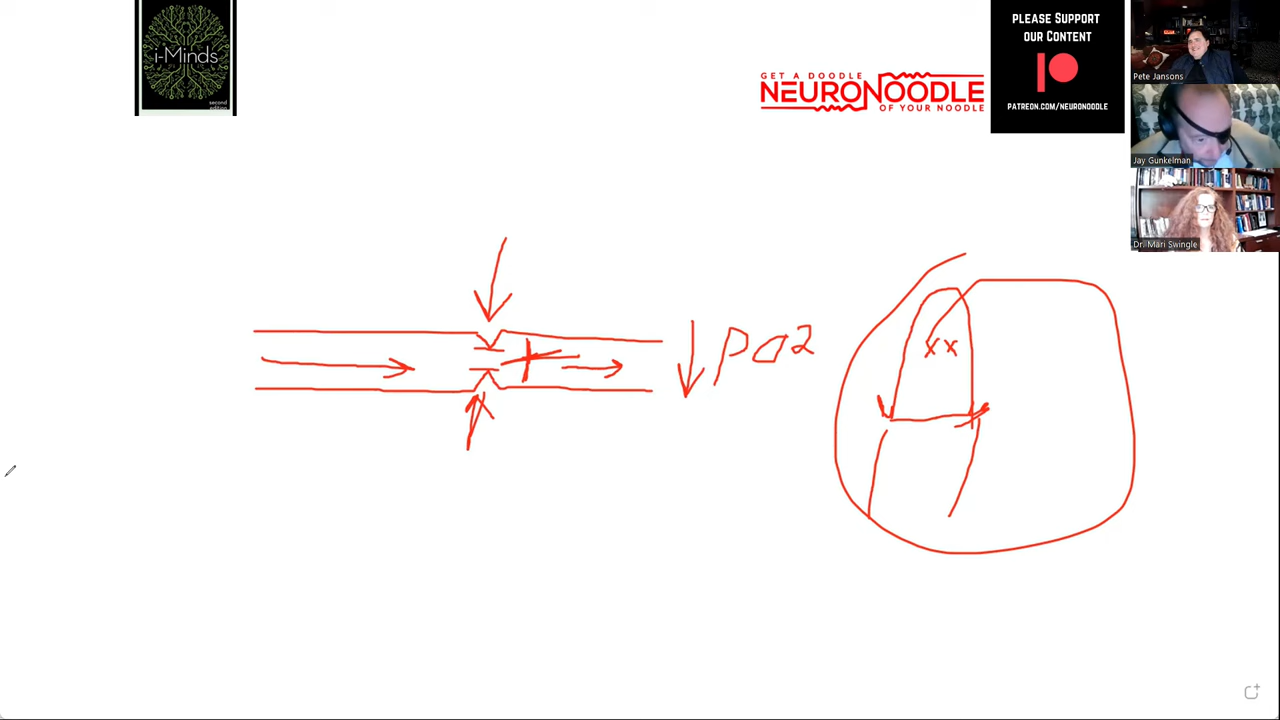 i-Minds
second
edition
GET A DOODLE
NEURONOODLE
OF YOUR NOODLE
PLEASE SUPPORT
OUR CONTENT
PATREON.COM/NEURONOODLE
Pete Jansons
Jay Gunkelman
Dr. Mari Swingle
PO2
xx